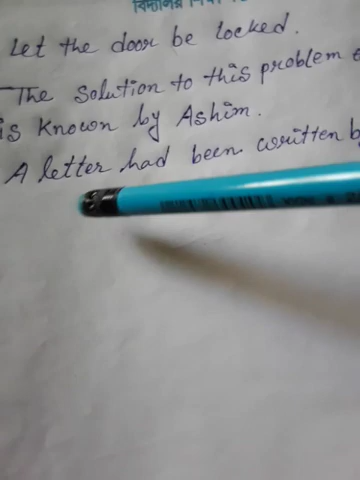 Let the door be locked.
The solution to this problem
is known by Ashim.
A letter had been written